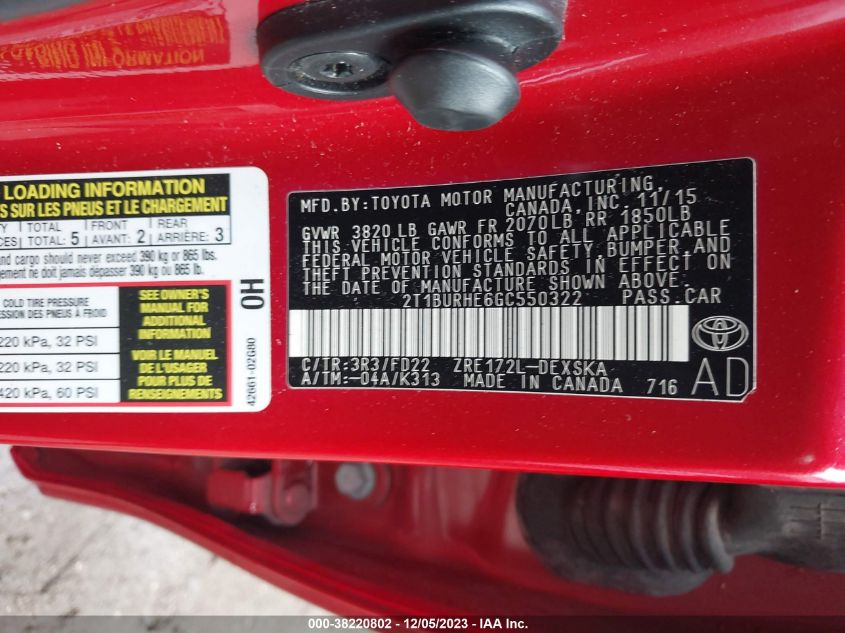 LOADING INFORMATION
SUR LES PNEUS ET LE CHARGEMENT
TOTAL: 5
FRONT
AVANT: 2
REAR
ARRIÈRE: 3
and cargo should never exceed 390 kg or 865 lbs.
ne doit jamais dépasser 390 kg ou 865 lb.
COLD TIRE PRESSURE
DES PNEUS À FROID
220 kPa, 32 PSI
220 kPa, 32 PSI
420 kPa, 60 PSI
SEE OWNER'S
MANUAL FOR
ADDITIONAL
INFORMATION
VOIR LE MANUEL
DE L'USAGER
POUR PLUS DE
RENSEIGNEMENTS
0H
42661-02G80
MFD.BY:TOYOTA MOTOR MANUFACTURING,
CANADA, INC. 11/15
GVWR 3820 LB GAWR FR 2070LB RR 1850LB
THIS VEHICLE CONFORMS TO ALL APPLICABLE
FEDERAL MOTOR VEHICLE SAFETY,BUMPER,AND
THEFT PREVENTION STANDARDS IN EFFECT ON
THE DATE OF MANUFACTURE SHOWN ABOVE.
2T1BURHE6GC550322 PASS.CAR
C/TR:3R3/FD22 ZRE172L-DEXSKA
A/TM:-04A/K313 MADE IN CANADA 716
AD
000-38220802 - 12/05/2023 - IAA, Inc.